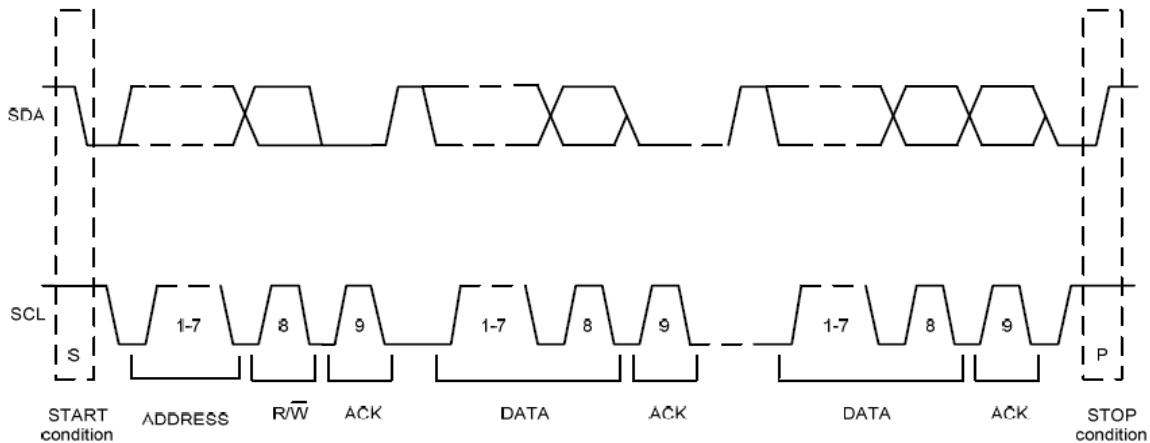 SDA
SCL
1-7
8
9
1-7
8
9
1-7
8
9
S
P
START
condition
ADDRESS
R/W̅
ACK
DATA
ACK
DATA
ACK
STOP
condition